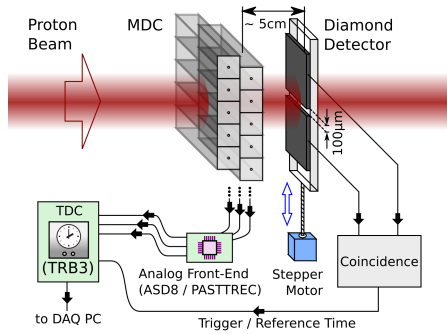 Proton
Beam
MDC
~ 5cm
Diamond
Detector
100µm
TDC
(TRB3)
to DAQ PC
Analog Front-End
(ASD8 / PASTTREC)
Stepper
Motor
Coincidence
Trigger / Reference Time